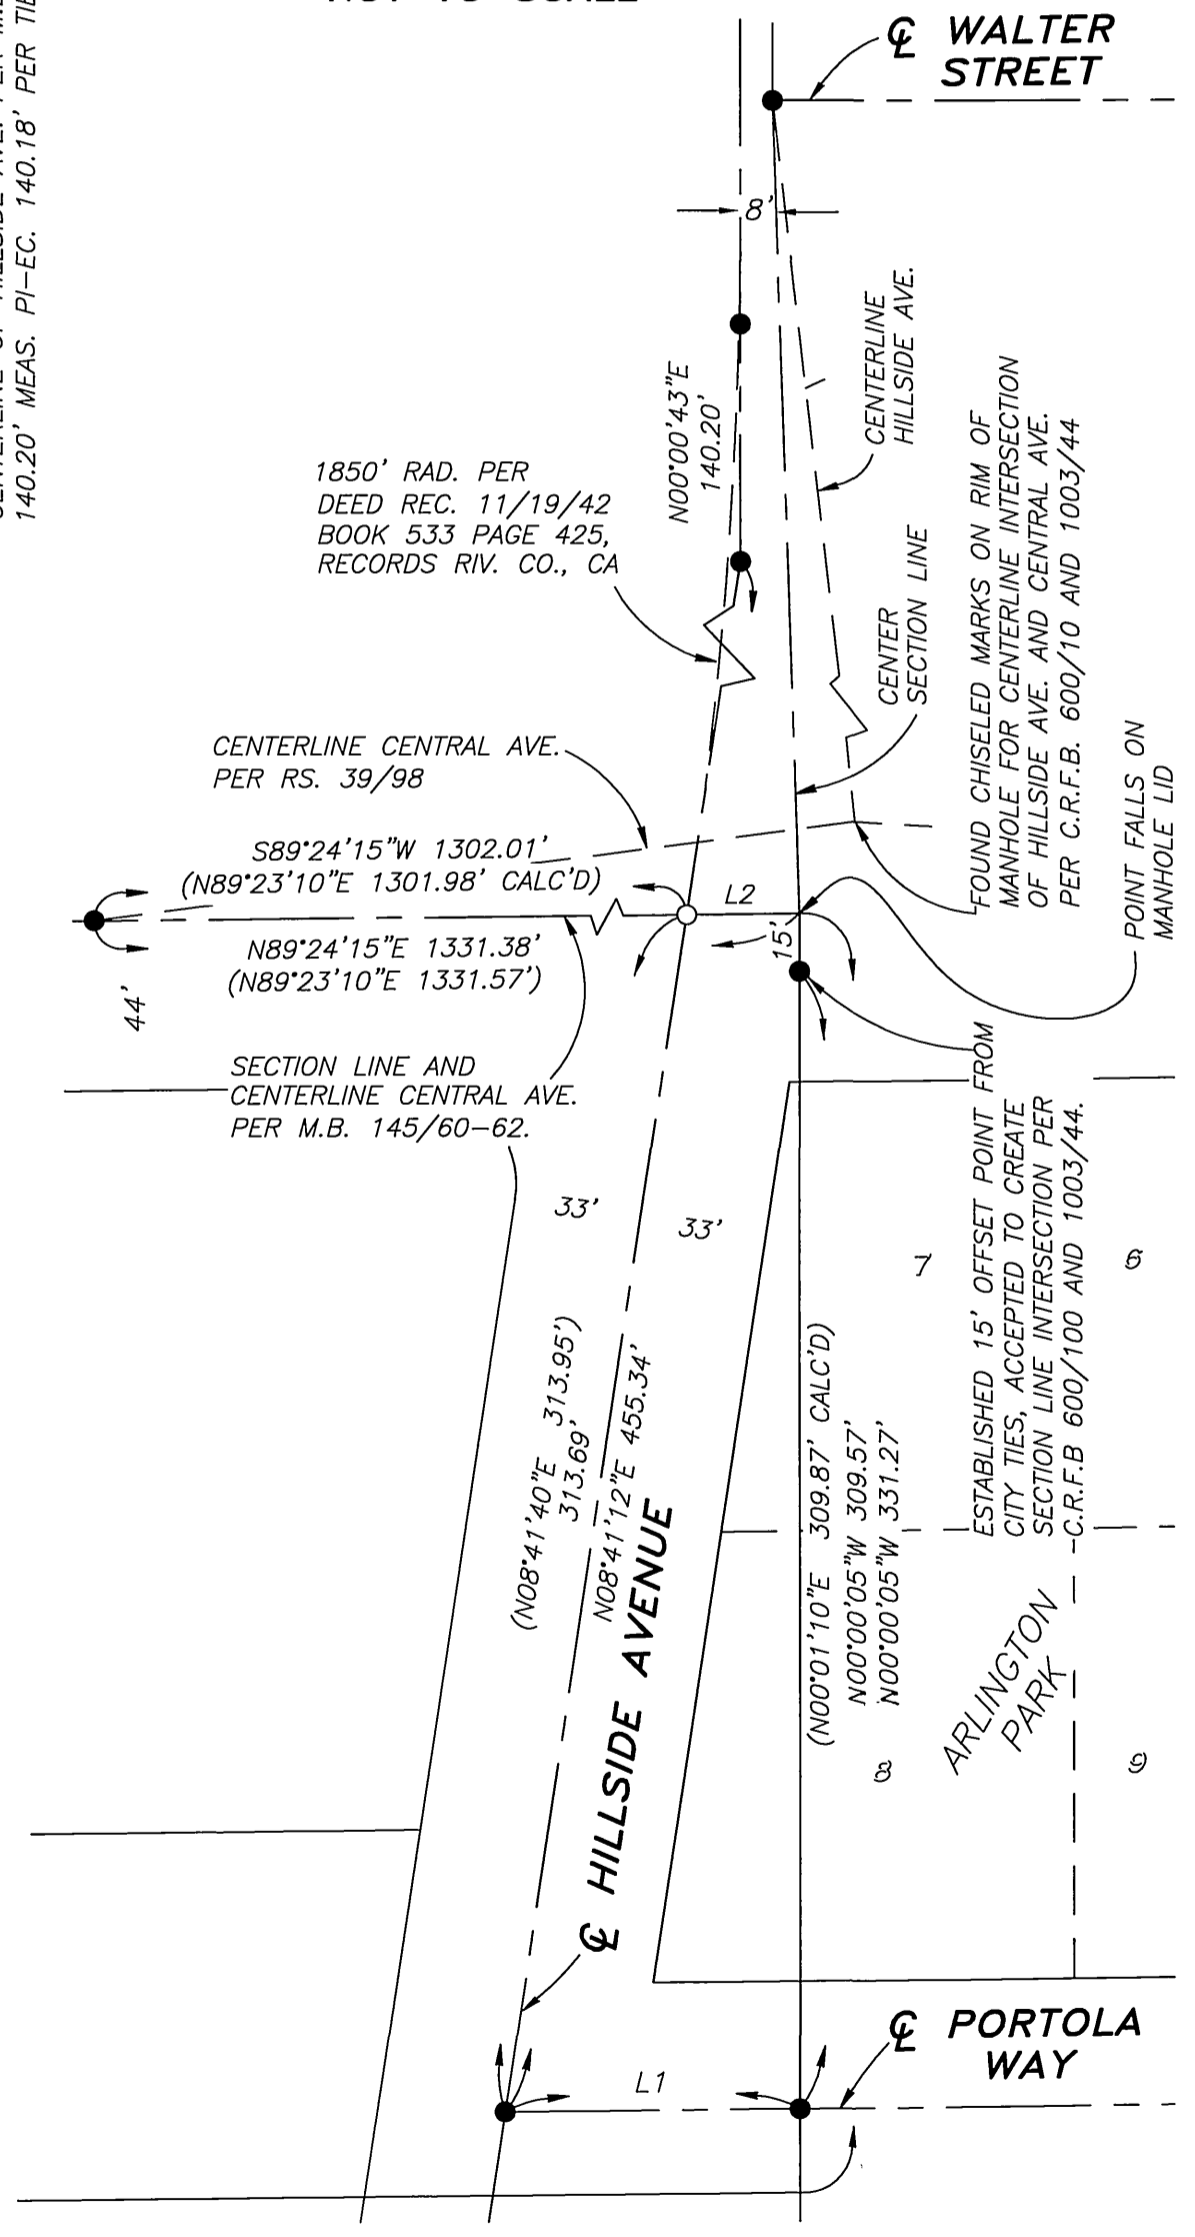 140.20' MEAS. PI-EC. 140.18' PER
℄ WALTER
STREET
8'
CENTERLINE
HILLSIDE AVE.
N00°00'43"E
140.20'
1850' RAD. PER
DEED REC. 11/19/42
BOOK 533 PAGE 425,
RECORDS RIV. CO., CA
CENTER
SECTION LINE
FOUND CHISELED MARKS ON RIM OF
MANHOLE FOR CENTERLINE INTERSECTION
OF HILLSIDE AVE. AND CENTRAL AVE.
PER C.R.F.B. 600/10 AND 1003/44
POINT FALLS ON
MANHOLE LID
CENTERLINE CENTRAL AVE.
PER RS. 39/98
S89°24'15"W 1302.01'
(N89°23'10"E 1301.98' CALC'D)
L2
15'
N89°24'15"E 1331.38'
(N89°23'10"E 1331.57')
44'
SECTION LINE AND
CENTERLINE CENTRAL AVE.
PER M.B. 145/60-62.
33'
33'
7
6
ESTABLISHED 15' OFFSET POINT FROM
CITY TIES, ACCEPTED TO CREATE
SECTION LINE INTERSECTION PER
C.R.F.B 600/100 AND 1003/44.
(N08°41'40"E 313.95')
313.69'
N08°41'12"E 455.34'
℄ HILLSIDE AVENUE
(N00°01'10"E 309.87' CALC'D)
N00°00'05"W 309.57'
N00°00'05"W 331.27'
ARLINGTON
PARK
8
9
℄ PORTOLA
WAY
L1